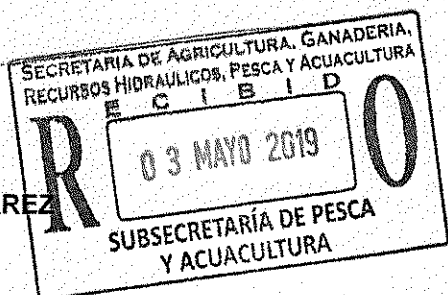 SECRETARIA DE AGRICULTURA, GANADERIA,
RECURSOS HIDRAULICOS, PESCA Y ACUACULTURA
R E C I B I D O
03 MAYO 2019
SUBSECRETARÍA DE PESCA
Y ACUACULTURA
REZ